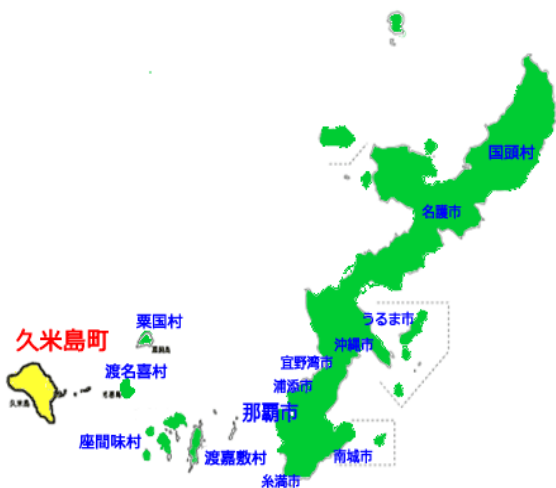 国頭村
名護市
うるま市
粟国村
久米島町
沖縄市
宜野湾市
渡名喜村
浦添市
久米島
那覇市
座間味村
渡嘉敷村
南城市
糸満市